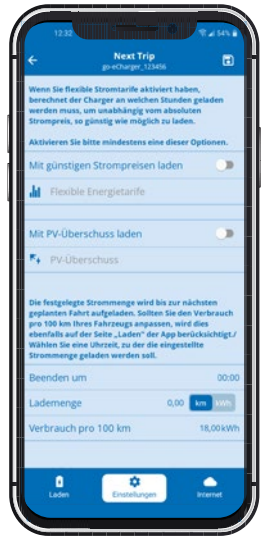 12:32
54%
Next Trip
go-eCharger_123456
Wenn Sie flexible Stromtarife aktiviert haben,
berechnet der Charger an welchen Stunden geladen
werden muss, um unabhängig vom absoluten
Strompreis, so günstig wie möglich zu laden.
Aktivieren Sie bitte mindestens eine dieser Optionen.
Mit günstigen Strompreisen laden
Flexible Energietarife
Mit PV-Überschuss laden
PV-Überschuss
Die festgelegte Strommenge wird bis zur nächsten
geplanten Fahrt aufgeladen. Sollten Sie den Verbrauch
pro 100 km Ihres Fahrzeugs anpassen, wird dies
ebenfalls auf der Seite „Laden" der App berücksichtigt./
Wählen Sie eine Uhrzeit, zu der die eingestellte
Strommenge geladen werden soll.
Beenden um 00:00
Lademenge 0,00 km kWh
Verbrauch pro 100 km 18,00 kWh
Laden Einstellungen Internet